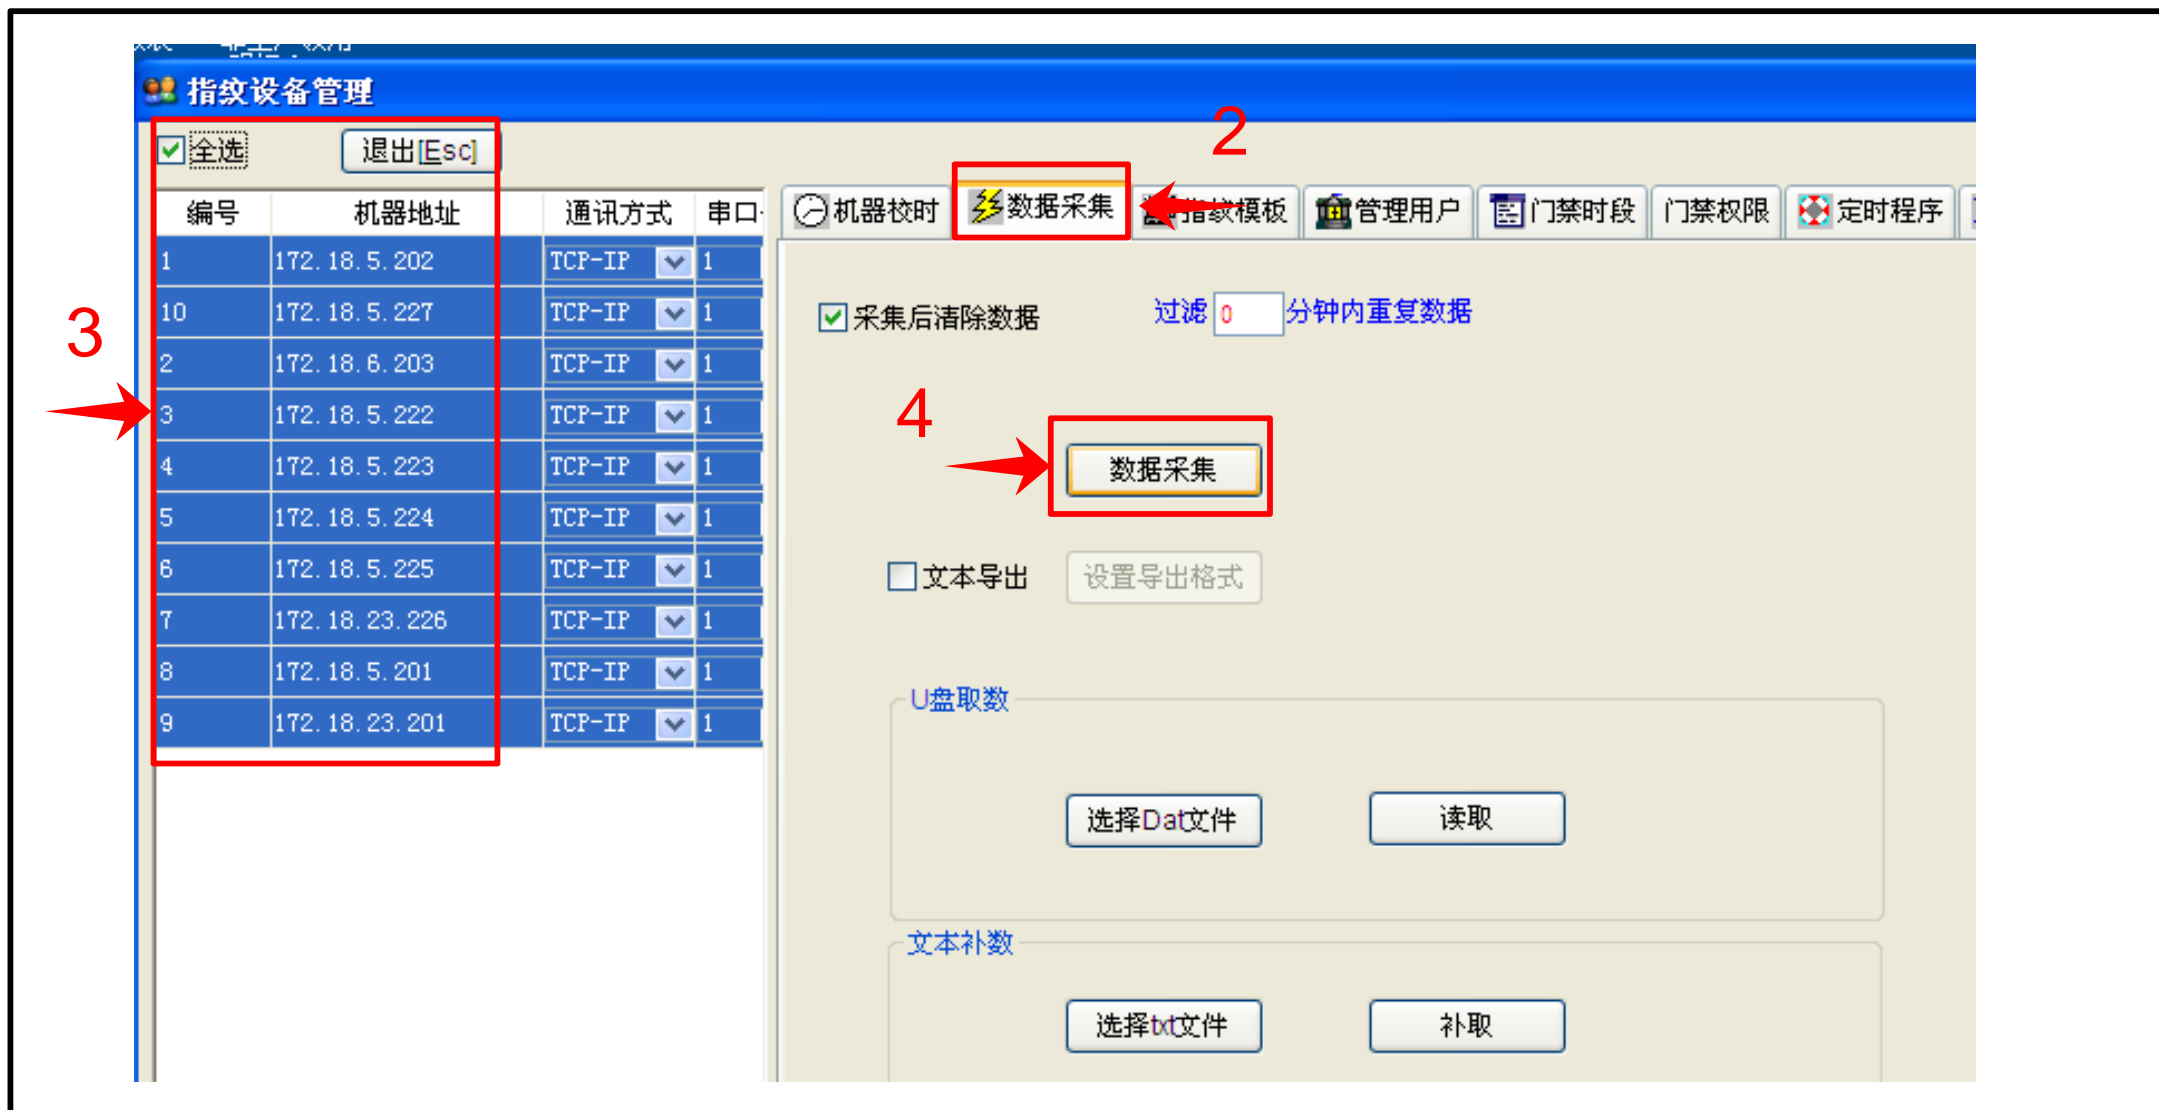 指纹设备管理
全选 退出[Esc]
2
编号 机器地址 通讯方式 串口
机器校时 数据采集 指纹模板 管理用户 门禁时段 门禁权限 定时程序
1 172.18.5.202 TCP-IP 1
10 172.18.5.227 TCP-IP 1
2 172.18.6.203 TCP-IP 1
3 172.18.5.222 TCP-IP 1
4 172.18.5.223 TCP-IP 1
5 172.18.5.224 TCP-IP 1
6 172.18.5.225 TCP-IP 1
7 172.18.23.226 TCP-IP 1
8 172.18.5.201 TCP-IP 1
9 172.18.23.201 TCP-IP 1
3
采集后清除数据 过滤 0 分钟内重复数据
4
数据采集
文本导出 设置导出格式
U盘取数
选择Dat文件 读取
文本补数
选择txt文件 补取